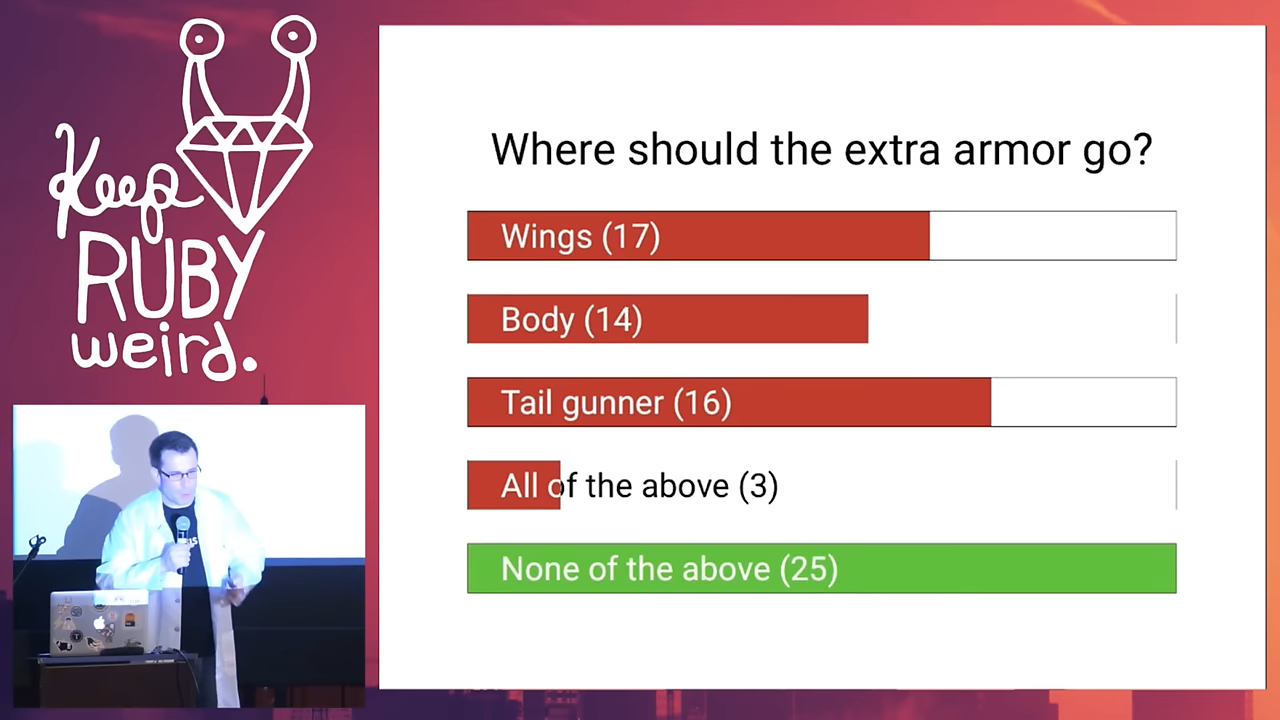 Keep
RUBY
weird.
Where should the extra armor go?
Wings (17)
Body (14)
Tail gunner (16)
All of the above (3)
None of the above (25)